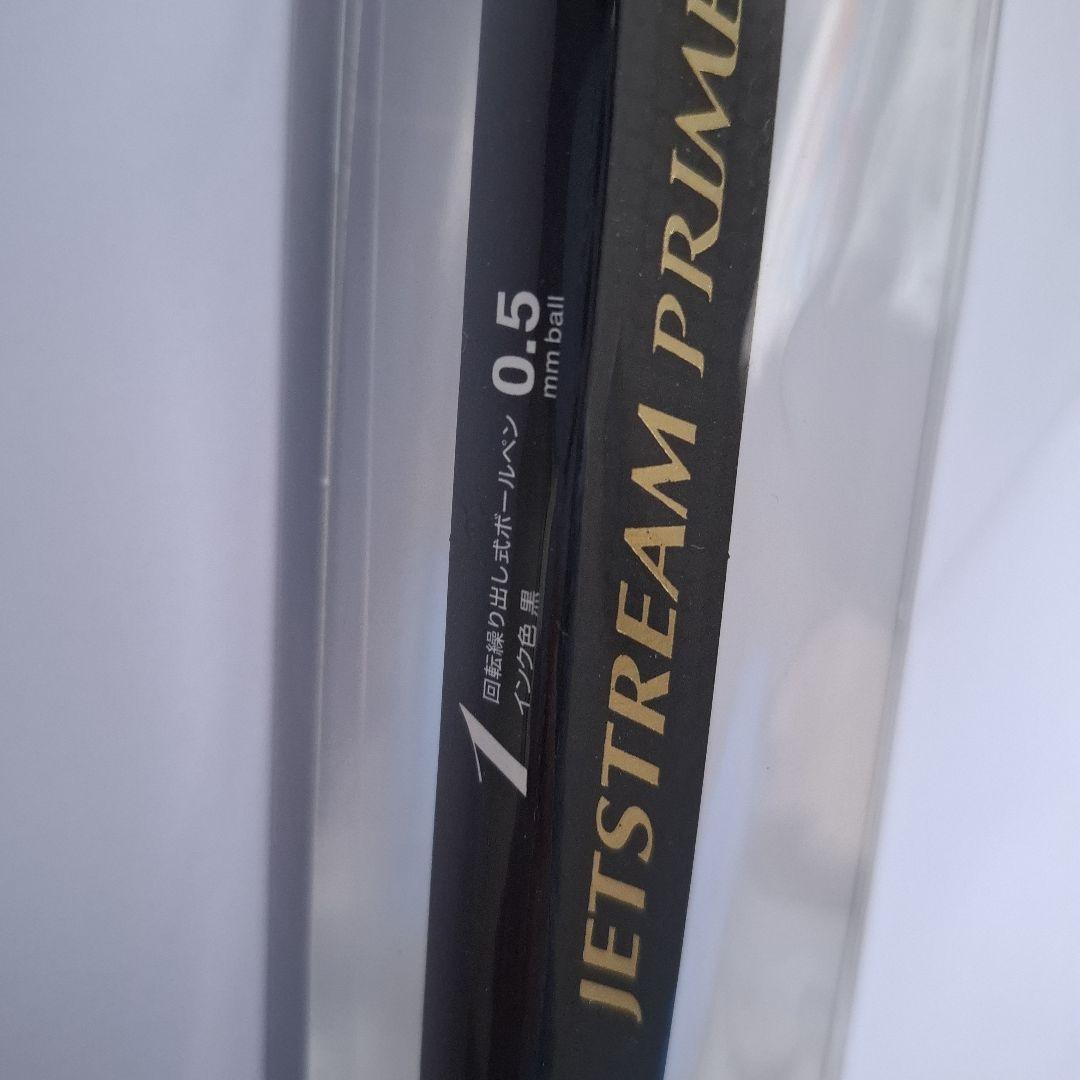 1
回転繰り出し式ボールペン
インク色 黒
0.5
mm ball
JETSTREAM PRIME